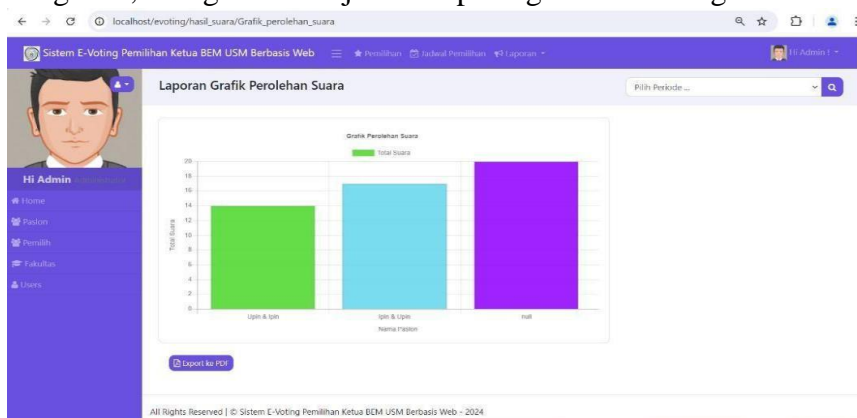 localhost/evoting/hasil_suara/Grafik_perolehan_suara
Sistem E-Voting Pemilihan Ketua BEM USM Berbasis Web
Pemilihan
Jadwal Pemilihan
Laporan
Hi Admin !
Laporan Grafik Perolehan Suara
Pilih Periode ...
Hi Admin
Home
Paslon
Pemilih
Fakultas
Users
Grafik Perolehan Suara
Total Suara
20
18
16
14
12
10
8
6
4
2
0
Total Suara
Upin & Ipin
Ipin & Upin
null
Nama Paslon
Export ke PDF
All Rights Reserved | © Sistem E-Voting Pemilihan Ketua BEM USM Berbasis Web - 2024